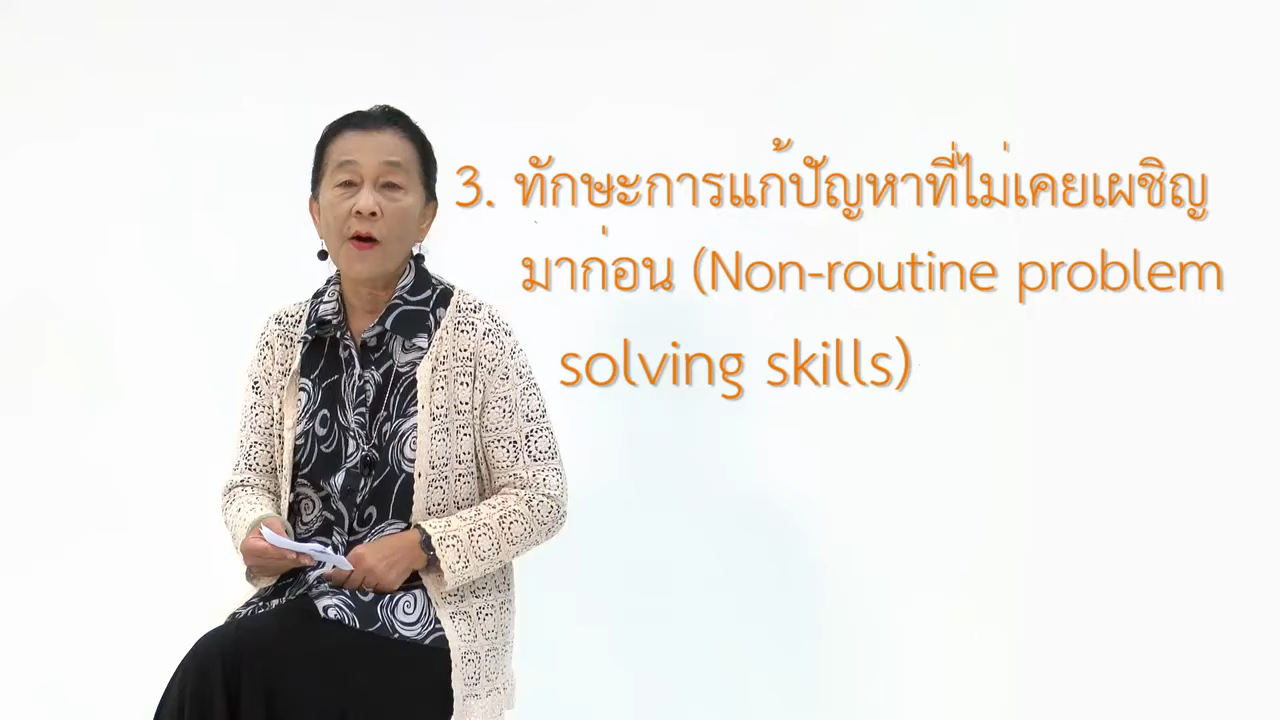 3. ทักษะการแก้ปัญหาที่ไม่เคยเผชิญ
มาก่อน (Non-routine problem
solving skills)